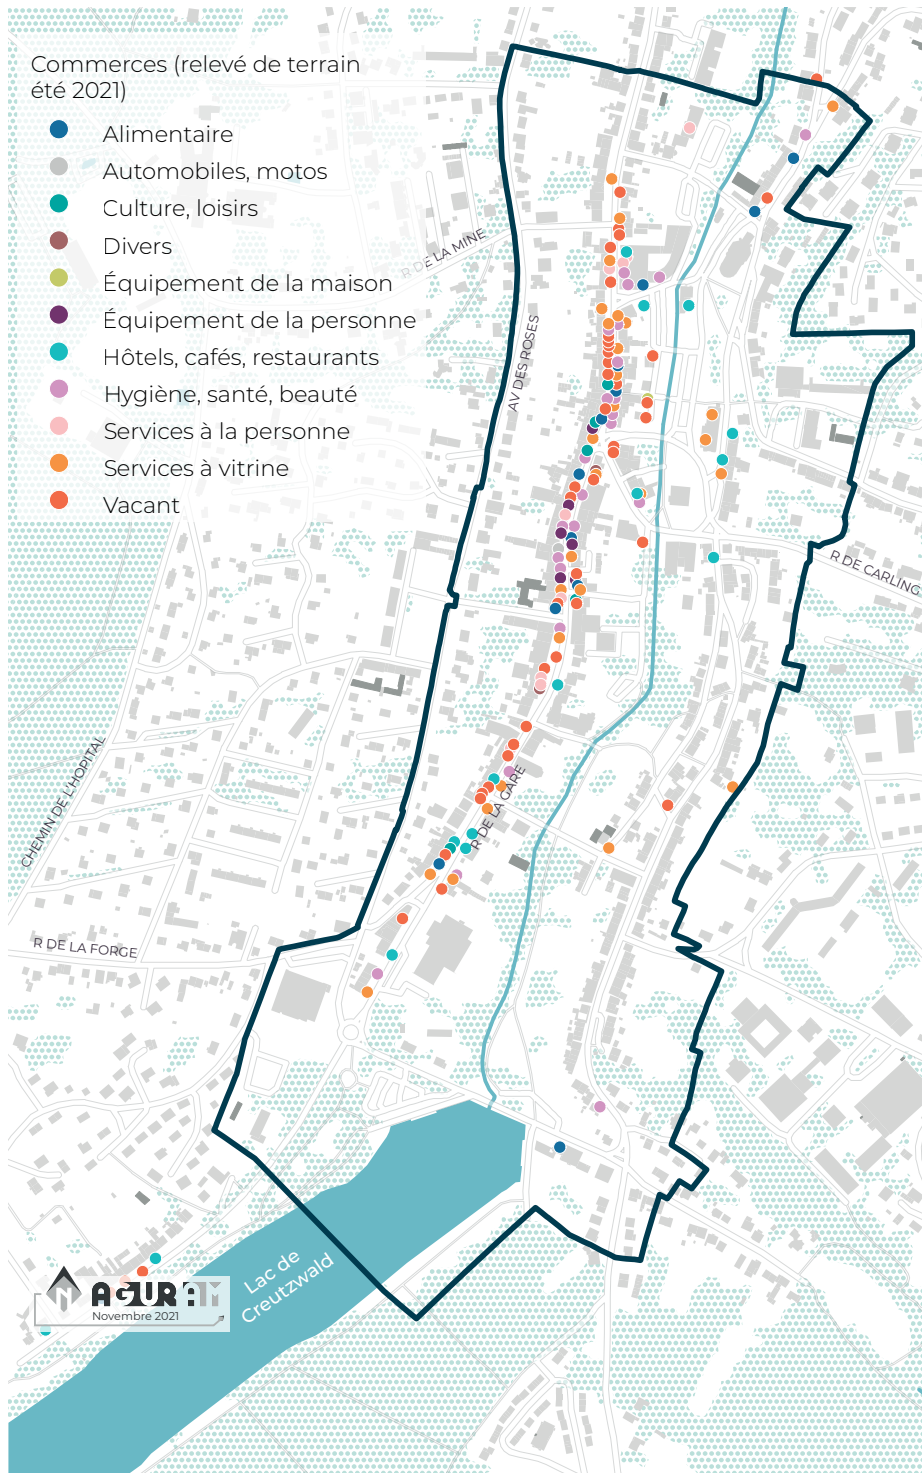 Commerces (relevé de terrain
été 2021)
Alimentaire
Automobiles, motos
Culture, loisirs
Divers
Équipement de la maison
Équipement de la personne
Hôtels, cafés, restaurants
Hygiène, santé, beauté
Services à la personne
Services à vitrine
Vacant
R DE LA MINE
AV DES ROSES
R DE CARLING
CHEMIN DE L'HOPITAL
R DE LA GARE
R DE LA FORGE
Lac de
Creutzwald
N
AGURAM
Novembre 2021